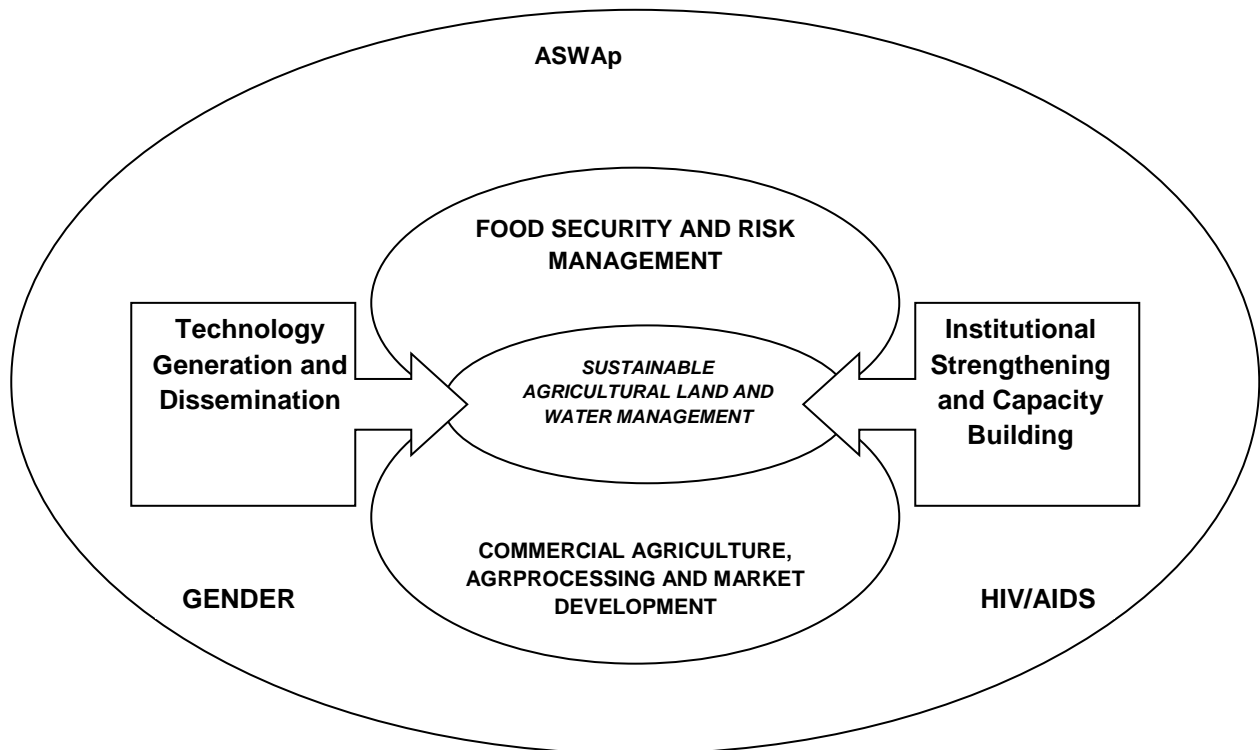 ASWAp
FOOD SECURITY AND RISK
MANAGEMENT
Technology
Generation and
Dissemination
SUSTAINABLE
AGRICULTURAL LAND AND
WATER MANAGEMENT
Institutional
Strengthening
and Capacity
Building
COMMERCIAL AGRICULTURE,
AGRPROCESSING AND MARKET
DEVELOPMENT
GENDER
HIV/AIDS